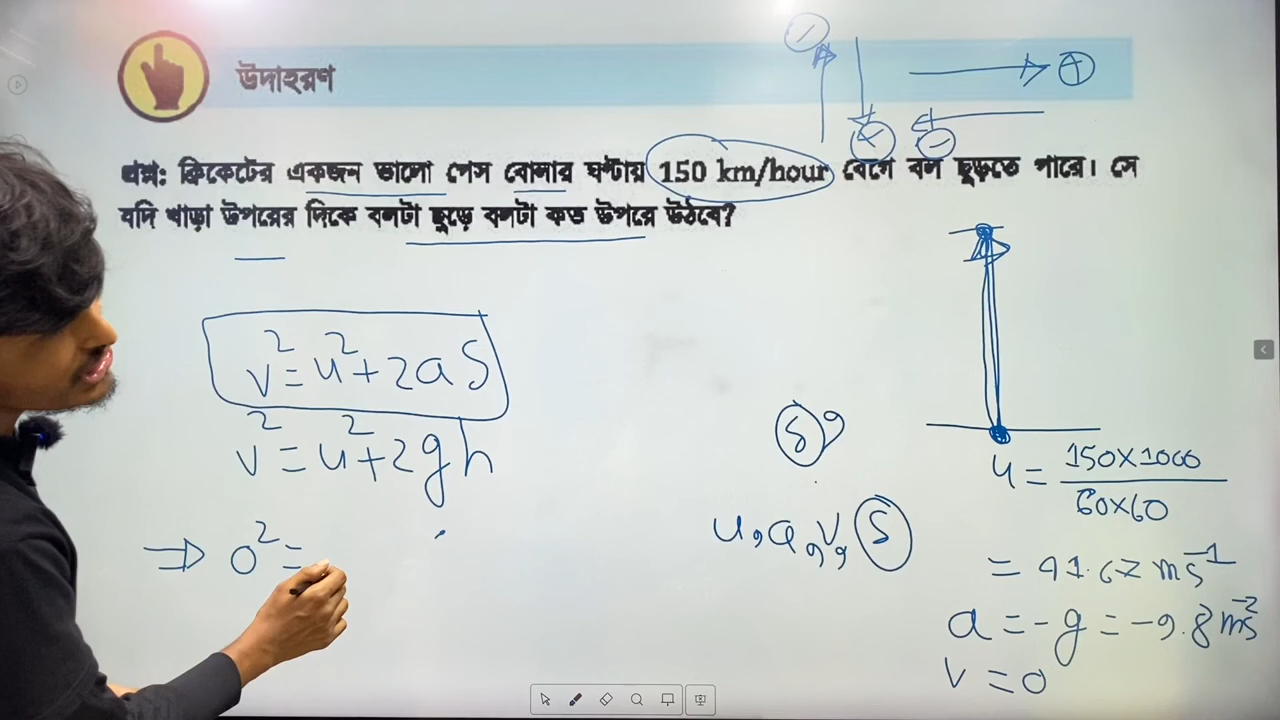 উদাহরণ
প্রশ্ন: ক্রিকেটের একজন ভালো পেস বোলার ঘণ্টায় 150 km/hour বেগে বল ছুড়তে পারে। সে
যদি খাড়া উপরের দিকে বলটা ছুড়ে বলটা কত উপরে উঠবে?
v² = u² + 2as
v² = u² + 2gh
⇒ 0² =
s
u, a, v, s
u = 150×1000 / 60×60
= 41.67 ms⁻¹
a = -g = -9.8 ms⁻²
v = 0